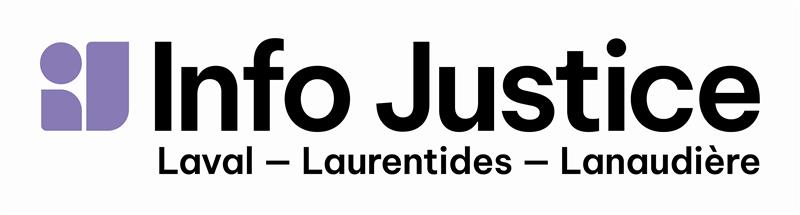 Info Justice
Laval — Laurentides — Lanaudière